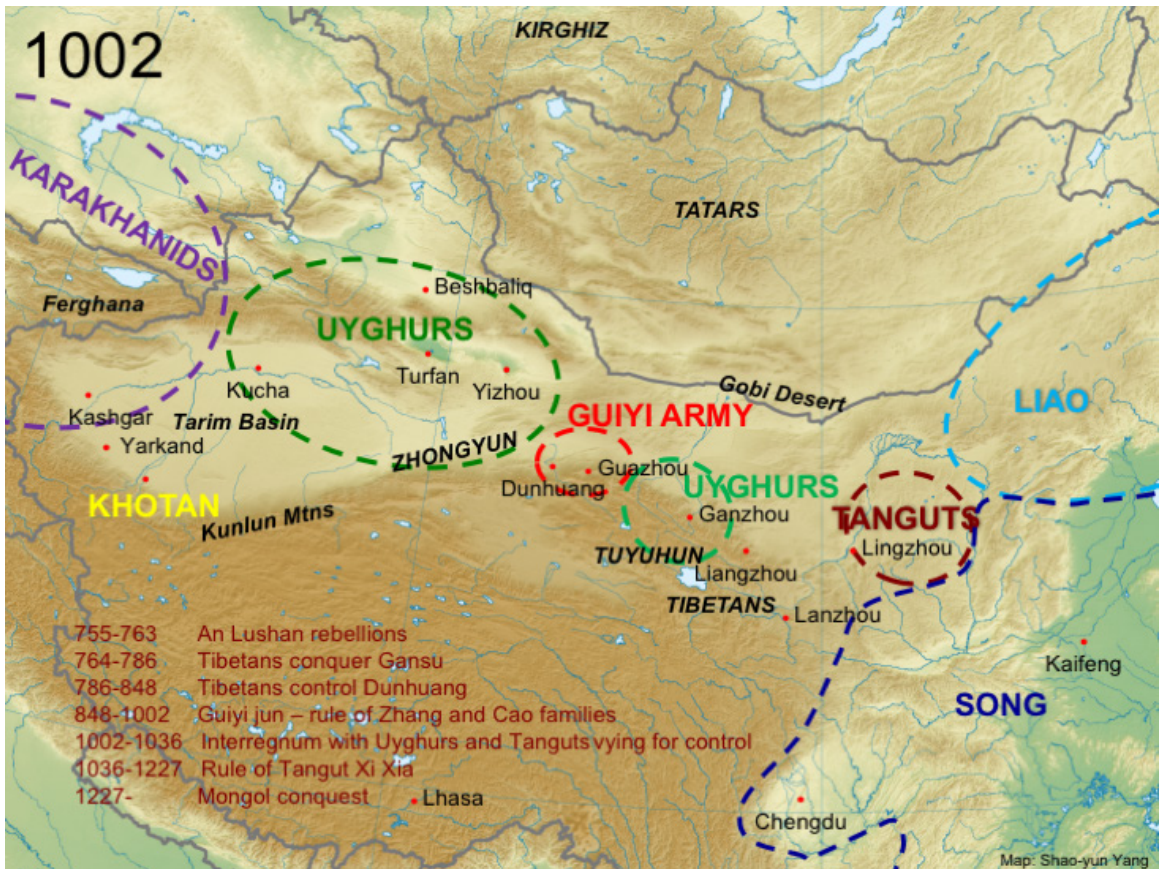 1002
KIRGHIZ
KARAKHANIDS
TATARS
Ferghana
Beshbaliq
UYGHURS
Turfan
Kucha
Yizhou
Kashgar
Tarim Basin
Yarkand
Gobi Desert
GUIYI ARMY
LIAO
ZHONGYUN
Guazhou
Dunhuang
KHOTAN
UYGHURS
Kunlun Mtns
Ganzhou
TANGUTS
Lingzhou
TUYUHUN
Liangzhou
TIBETANS
Lanzhou
Kaifeng
SONG
755-763 An Lushan rebellions
764-786 Tibetans conquer Gansu
786-848 Tibetans control Dunhuang
848-1002 Guiyi jun – rule of Zhang and Cao families
1002-1036 Interregnum with Uyghurs and Tanguts vying for control
1036-1227 Rule of Tangut Xi Xia
1227- Mongol conquest
Lhasa
Chengdu
Map: Shao-yun Yang